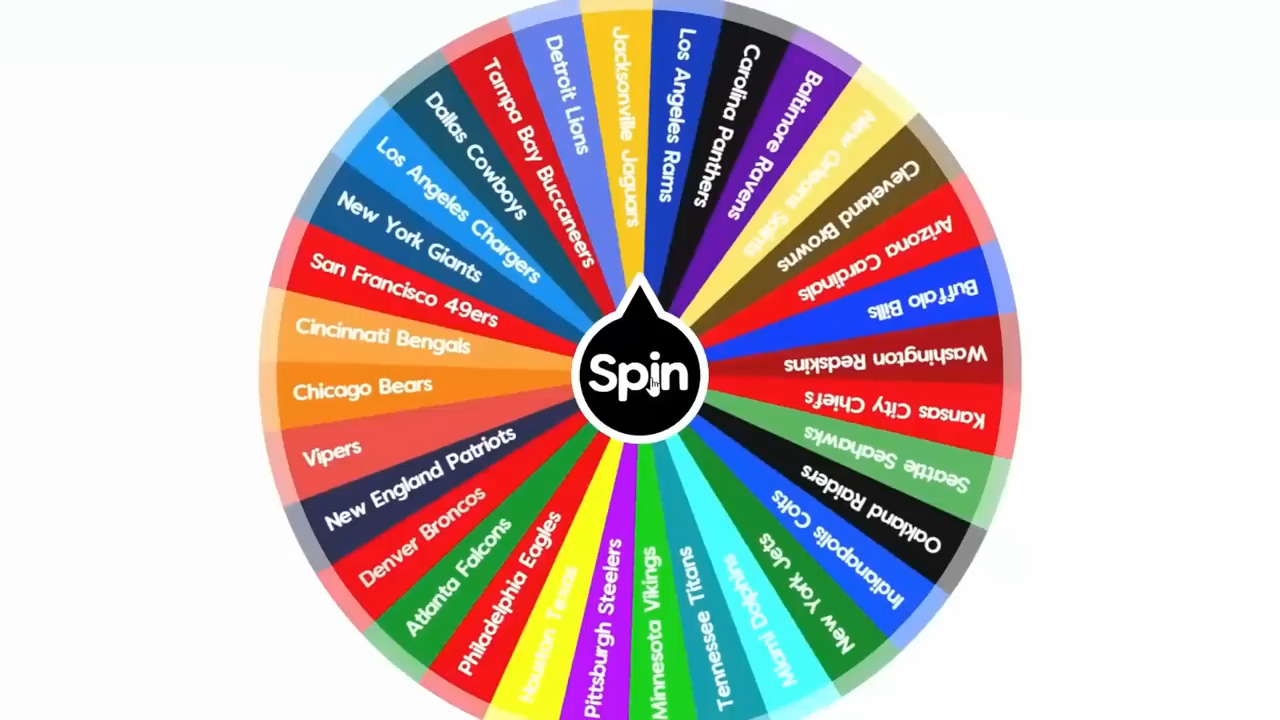 Jacksonville Jaguars
Los Angeles Rams
Carolina Panthers
Baltimore Ravens
New Orleans Saints
Cleveland Browns
Arizona Cardinals
Buffalo Bills
Washington Redskins
Kansas City Chiefs
Seattle Seahawks
Oakland Raiders
Indianapolis Colts
New York Jets
Miami Dolphins
Tennessee Titans
Minnesota Vikings
Pittsburgh Steelers
Houston Texas
Philadelphia Eagles
Atlanta Falcons
Denver Broncos
New England Patriots
Vipers
Chicago Bears
Cincinnati Bengals
San Francisco 49ers
New York Giants
Los Angeles Chargers
Dallas Cowboys
Tampa Bay Buccaneers
Detroit Lions
Spin